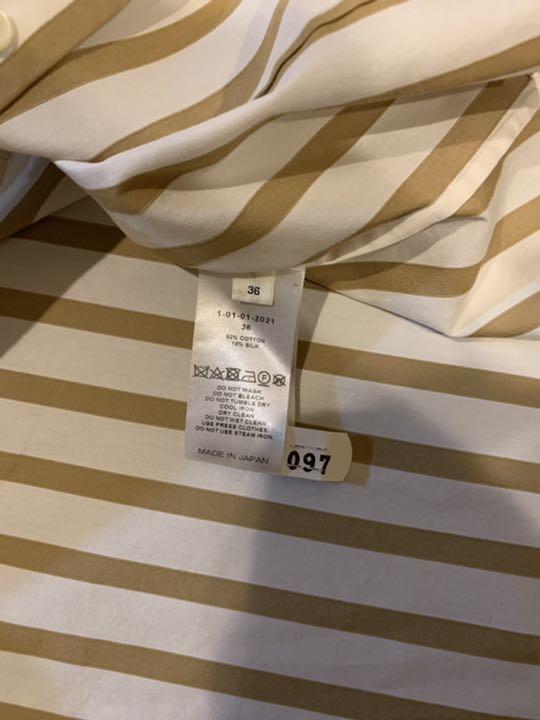 36
1-01-01-2021
36
82% COTTON
18% SILK
F
DO NOT WASH
DO NOT BLEACH
DO NOT TUMBLE DRY
COOL IRON
DRY CLEAN
DO NOT WET CLEAN
USE PRESS CLOTHES.
DO NOT USE STEAM IRON.
MADE IN JAPAN
097